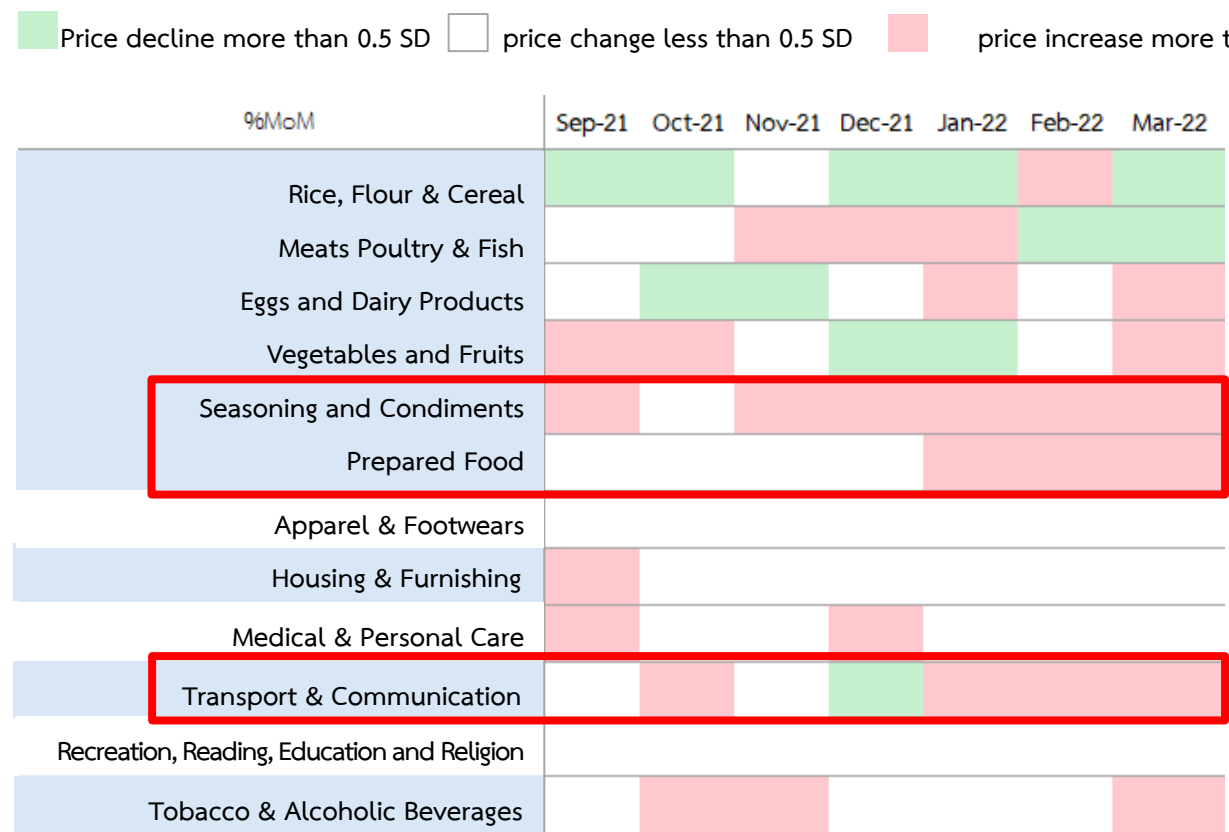 Price decline more than 0.5 SD price change less than 0.5 SD price increase more t
%MoM Sep-21 Oct-21 Nov-21 Dec-21 Jan-22 Feb-22 Mar-22
Rice, Flour & Cereal
Meats Poultry & Fish
Eggs and Dairy Products
Vegetables and Fruits
Seasoning and Condiments
Prepared Food
Apparel & Footwears
Housing & Furnishing
Medical & Personal Care
Transport & Communication
Recreation, Reading, Education and Religion
Tobacco & Alcoholic Beverages